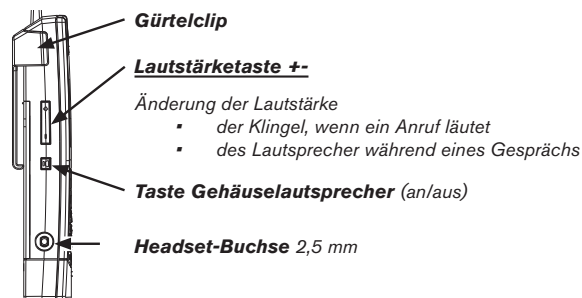 Gürtelclip
Lautstärketaste +-
Änderung der Lautstärke
▪ der Klingel, wenn ein Anruf läutet
▪ des Lautsprecher während eines Gesprächs
Taste Gehäuselautsprecher (an/aus)
Headset-Buchse 2,5 mm